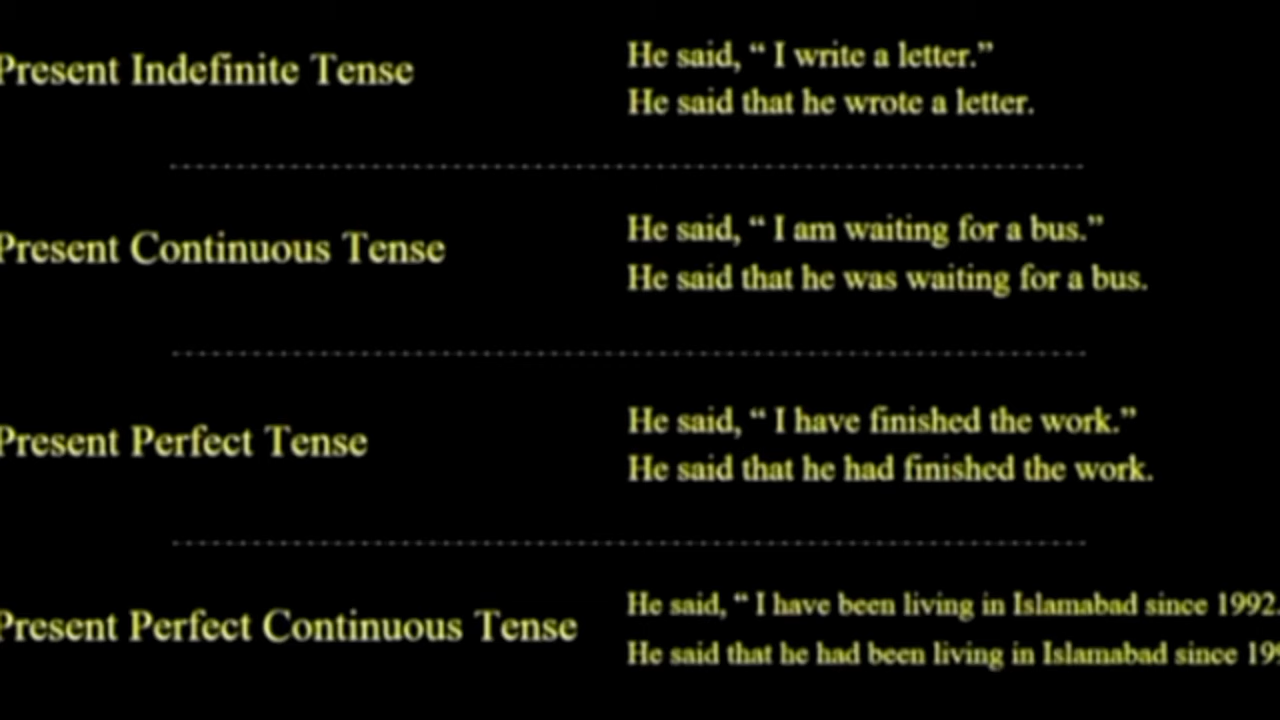 Present Indefinite Tense
He said, “ I write a letter.”
He said that he wrote a letter.
Present Continuous Tense
He said, “ I am waiting for a bus.”
He said that he was waiting for a bus.
Present Perfect Tense
He said, “ I have finished the work.”
He said that he had finished the work.
Present Perfect Continuous Tense
He said, “ I have been living in Islamabad since 1992.
He said that he had been living in Islamabad since